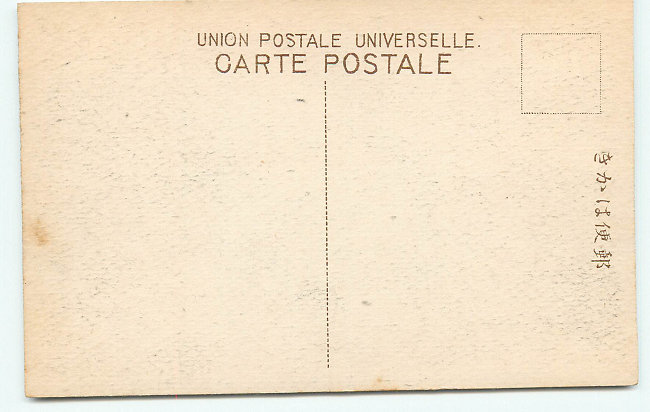 UNION POSTALE UNIVERSELLE.
CARTE POSTALE
郵便はかき